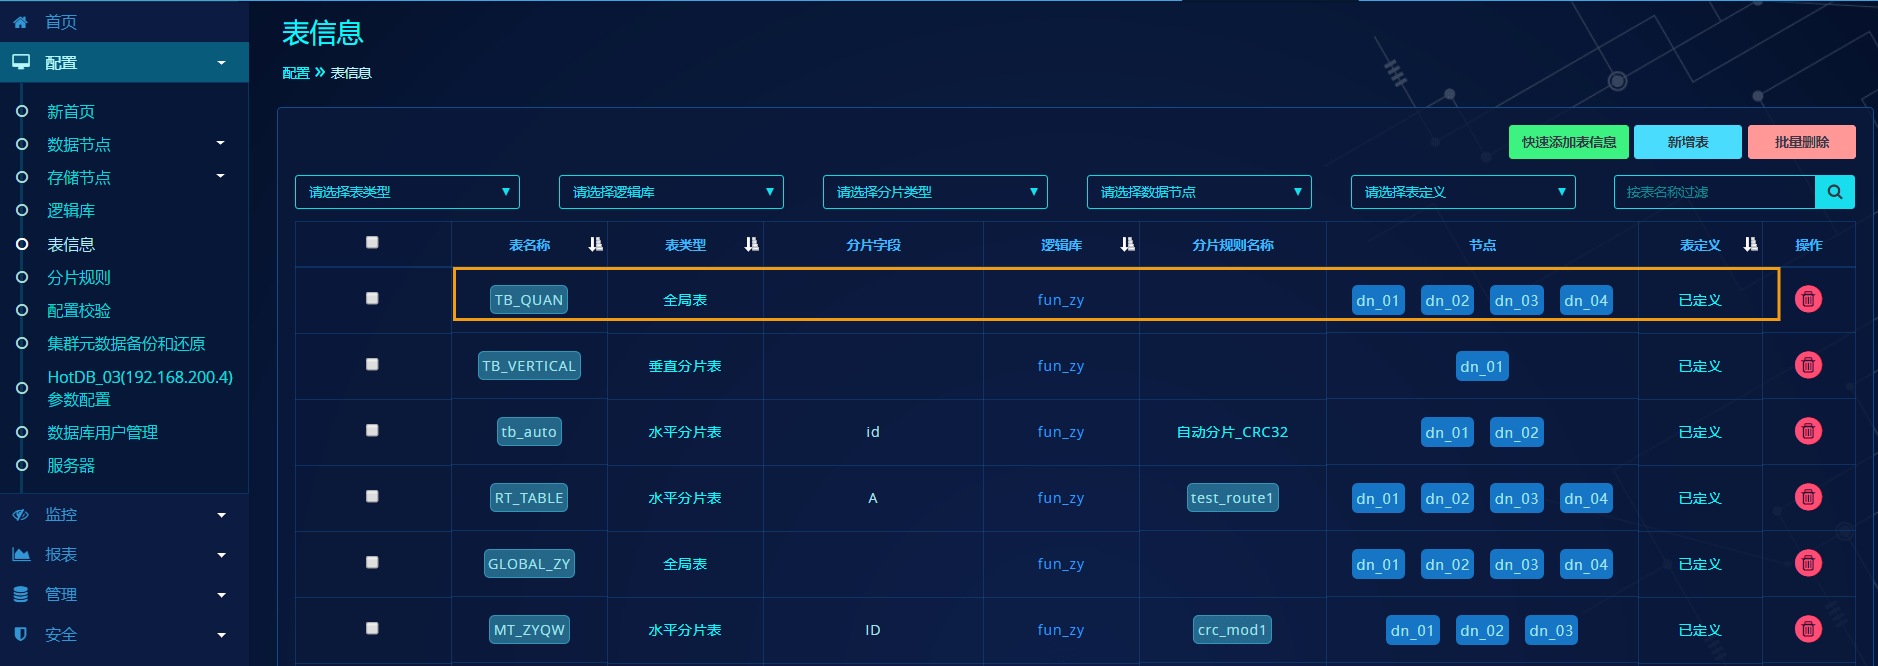 首页
配置
新首页
数据节点
存储节点
逻辑库
表信息
分片规则
配置校验
集群元数据备份和还原
HotDB_03(192.168.200.4)
参数配置
数据库用户管理
服务器
监控
报表
管理
安全
表信息
配置 » 表信息
快速添加表信息 新增表 批量删除
请选择表类型 请选择逻辑库 请选择分片类型 请选择数据节点 请选择表定义 按表名称过滤
表名称 表类型 分片字段 逻辑库 分片规则名称 节点 表定义 操作
TB_QUAN 全局表 fun_zy dn_01 dn_02 dn_03 dn_04 已定义
TB_VERTICAL 垂直分片表 fun_zy dn_01 已定义
tb_auto 水平分片表 id fun_zy 自动分片_CRC32 dn_01 dn_02 已定义
RT_TABLE 水平分片表 A fun_zy test_route1 dn_01 dn_02 dn_03 dn_04 已定义
GLOBAL_ZY 全局表 fun_zy dn_01 dn_02 dn_03 dn_04 已定义
MT_ZYQW 水平分片表 ID fun_zy crc_mod1 dn_01 dn_02 dn_03 已定义